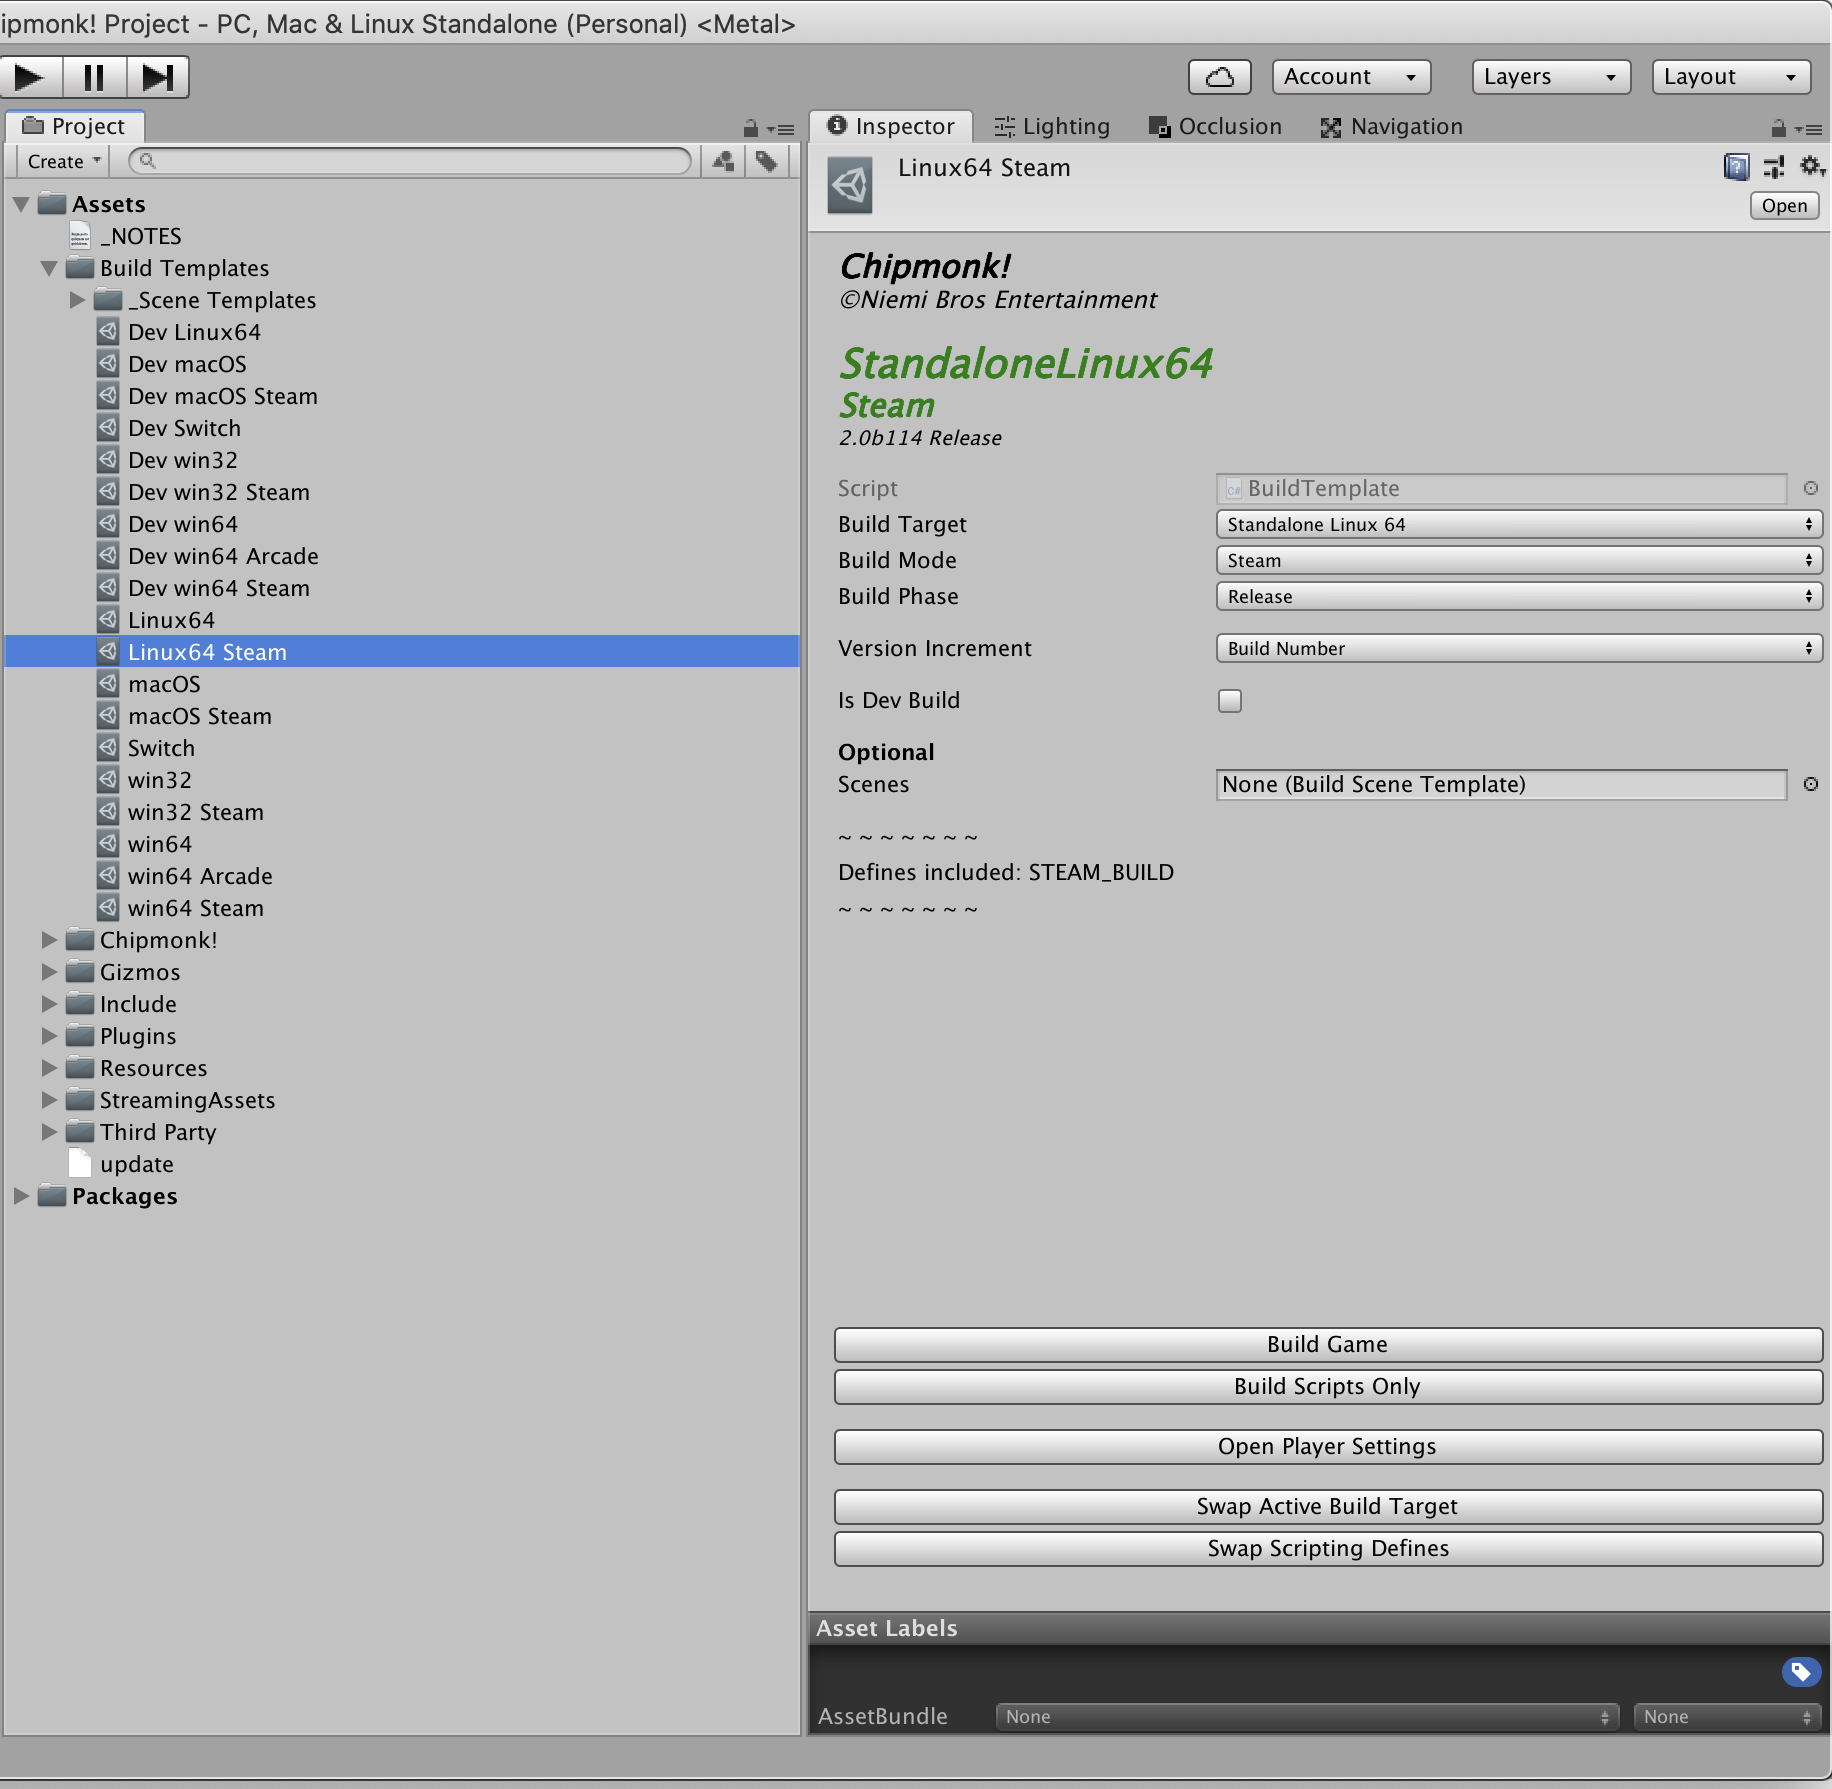 ipmonk! Project - PC, Mac & Linux Standalone (Personal) <Metal>
Account
Layers
Layout
Project
Create
Assets
_NOTES
Build Templates
_Scene Templates
Dev Linux64
Dev macOS
Dev macOS Steam
Dev Switch
Dev win32
Dev win32 Steam
Dev win64
Dev win64 Arcade
Dev win64 Steam
Linux64
Linux64 Steam
macOS
macOS Steam
Switch
win32
win32 Steam
win64
win64 Arcade
win64 Steam
Chipmonk!
Gizmos
Include
Plugins
Resources
StreamingAssets
Third Party
update
Packages
Inspector
Lighting
Occlusion
Navigation
Linux64 Steam
Open
Chipmonk!
©Niemi Bros Entertainment
StandaloneLinux64
Steam
2.0b114 Release
Script
C# BuildTemplate
Build Target
Standalone Linux 64
Build Mode
Steam
Build Phase
Release
Version Increment
Build Number
Is Dev Build
Optional
Scenes
None (Build Scene Template)
~ ~ ~ ~ ~ ~ ~
Defines included: STEAM_BUILD
~ ~ ~ ~ ~ ~ ~
Build Game
Build Scripts Only
Open Player Settings
Swap Active Build Target
Swap Scripting Defines
Asset Labels
AssetBundle
None
None